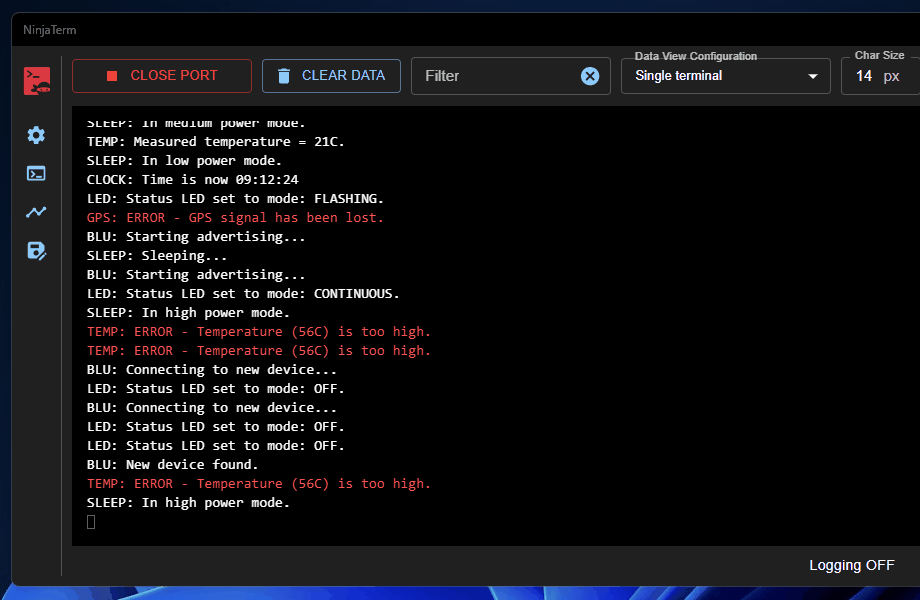 NinjaTerm
CLOSE PORT
CLEAR DATA
Filter
Data View Configuration
Single terminal
Char Size
14 px
SLEEP: In medium power mode.
TEMP: Measured temperature = 21C.
SLEEP: In low power mode.
CLOCK: Time is now 09:12:24
LED: Status LED set to mode: FLASHING.
GPS: ERROR - GPS signal has been lost.
BLU: Starting advertising...
SLEEP: Sleeping...
BLU: Starting advertising...
LED: Status LED set to mode: CONTINUOUS.
SLEEP: In high power mode.
TEMP: ERROR - Temperature (56C) is too high.
TEMP: ERROR - Temperature (56C) is too high.
BLU: Connecting to new device...
LED: Status LED set to mode: OFF.
BLU: Connecting to new device...
LED: Status LED set to mode: OFF.
LED: Status LED set to mode: OFF.
BLU: New device found.
TEMP: ERROR - Temperature (56C) is too high.
SLEEP: In high power mode.
Logging OFF